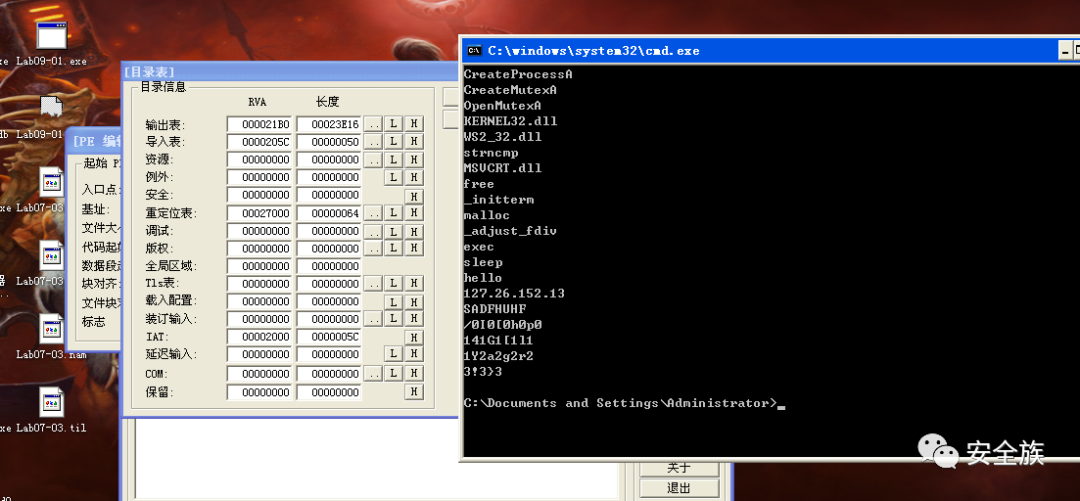 Lab09-01.exe
Lab09-01
Lab07-03
Lab07-03
Lab07-03.nam
Lab07-03.til
[PE 编辑
起始 P
入口点:
基址:
文件大小
代码起始
数据段起
块对齐:
文件块对
标志
[目录表]
目录信息
RVA 长度
输出表: 000021B0 00023E16 .. L H
导入表: 0000205C 00000050 .. L H
资源: 00000000 00000000 .. L H
例外: 00000000 00000000 L H
安全: 00000000 00000000 H
重定位表: 00027000 00000064 .. L H
调试: 00000000 00000000 .. L H
版权: 00000000 00000000 .. L H
全局区域: 00000000 00000000
Tls表: 00000000 00000000 .. L H
载入配置: 00000000 00000000 L H
装订输入: 00000000 00000000 .. L H
IAT: 00002000 0000005C H
延迟输入: 00000000 00000000 L H
COM: 00000000 00000000 .. L H
保留: 00000000 00000000 H
C:\windows\system32\cmd.exe
CreateProcessA
CreateMutexA
OpenMutexA
KERNEL32.dll
WS2_32.dll
strncmp
MSVCRT.dll
free
_initterm
malloc
_adjust_fdiv
exec
sleep
hello
127.26.152.13
SADFHUHF
/0I0[0h0p0
141G1[1l1
1Y2a2g2r2
3!3>3
C:\Documents and Settings\Administrator>_
关于
退出
安全族